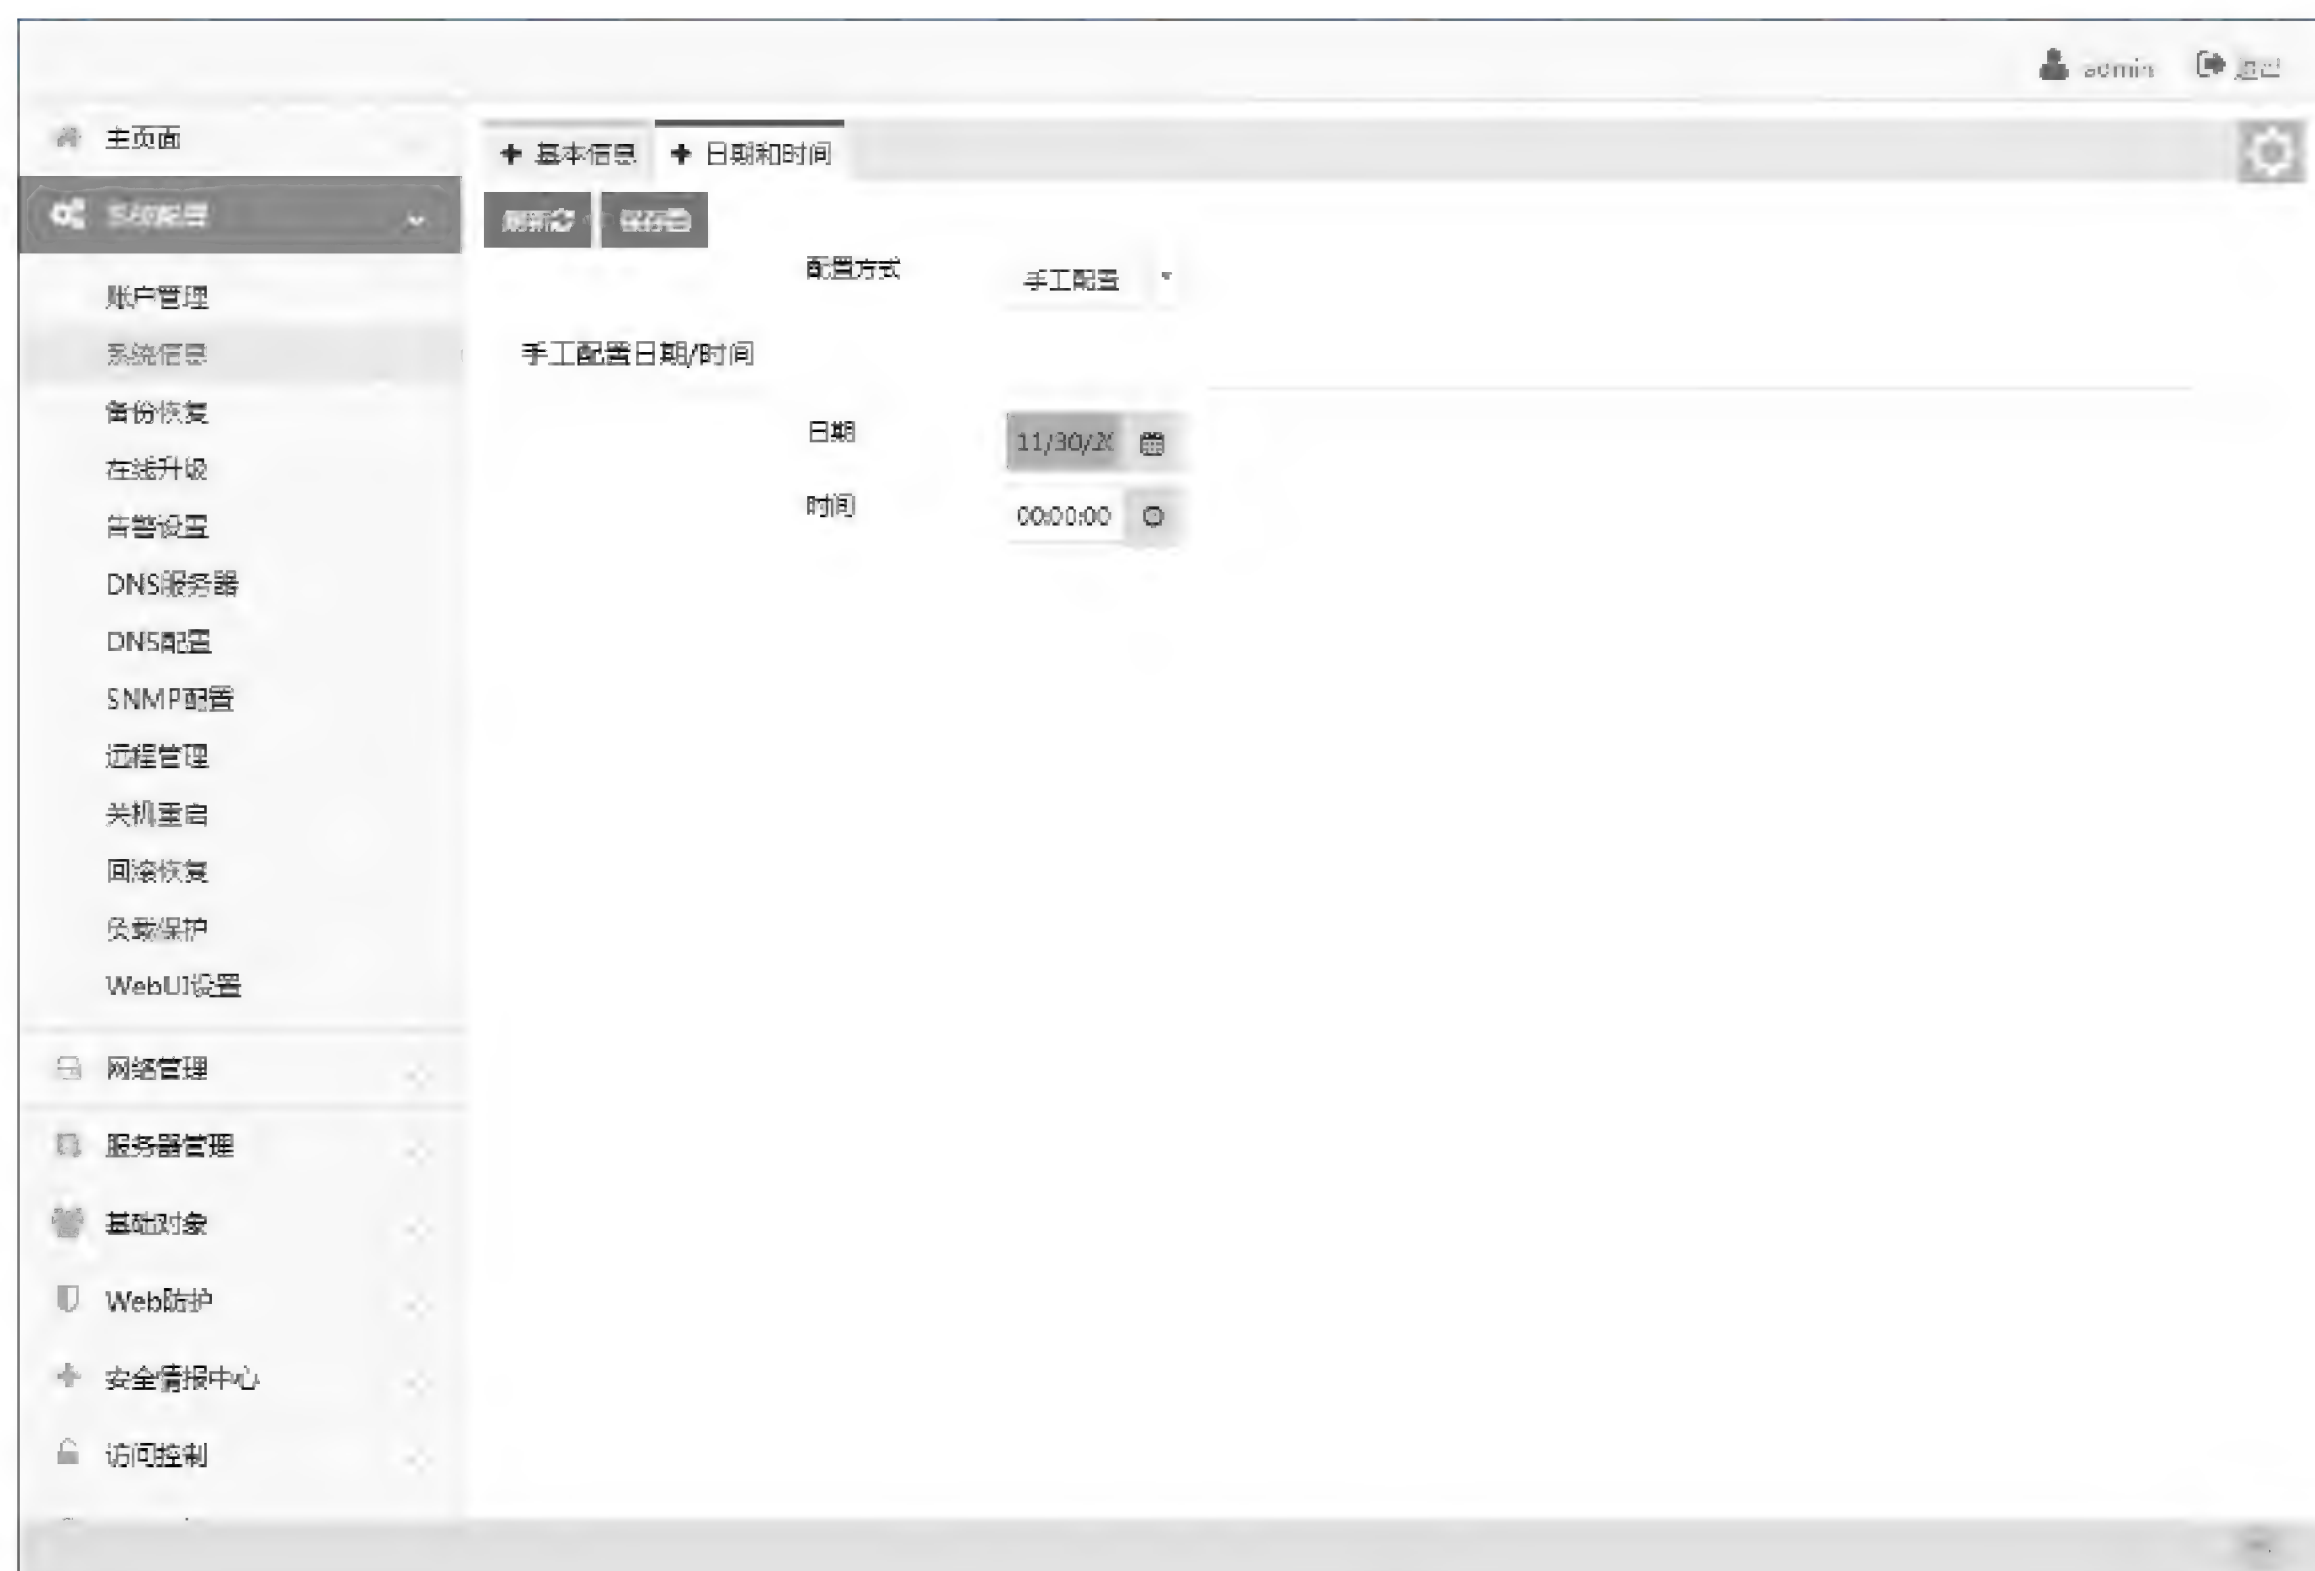 admin 退出
主页面
基本信息 日期和时间
系统配置
刷新 保存
配置方式 手工配置
账户管理
系统信息
手工配置日期/时间
备份恢复
日期 11/30/20
在线升级
时间 00:00:00
告警设置
DNS服务器
DNS配置
SNMP配置
远程管理
关机重启
回滚恢复
负载保护
WebUI设置
网络管理
服务器管理
基础对象
Web防护
安全情报中心
访问控制